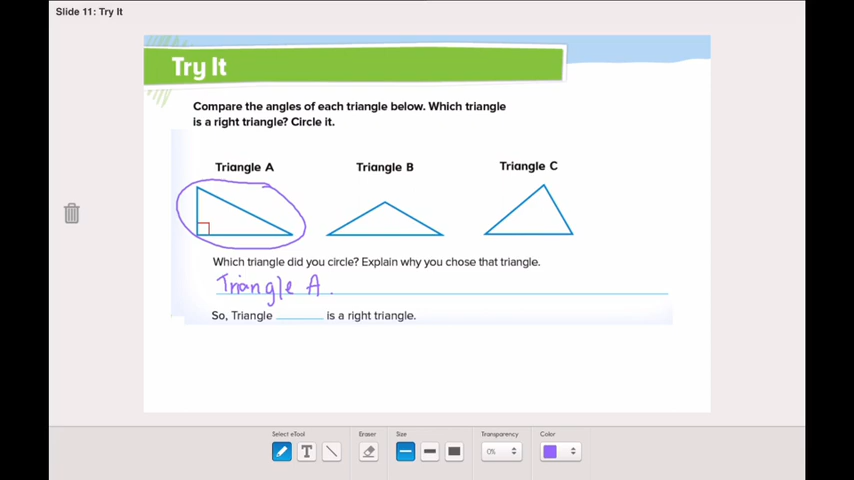 Slide 11: Try It
Try It
Compare the angles of each triangle below. Which triangle
is a right triangle? Circle it.
Triangle A Triangle B Triangle C
Which triangle did you circle? Explain why you chose that triangle.
Triangle A.
So, Triangle ______ is a right triangle.
Select eTool Eraser Size Transparency Color
T 0%